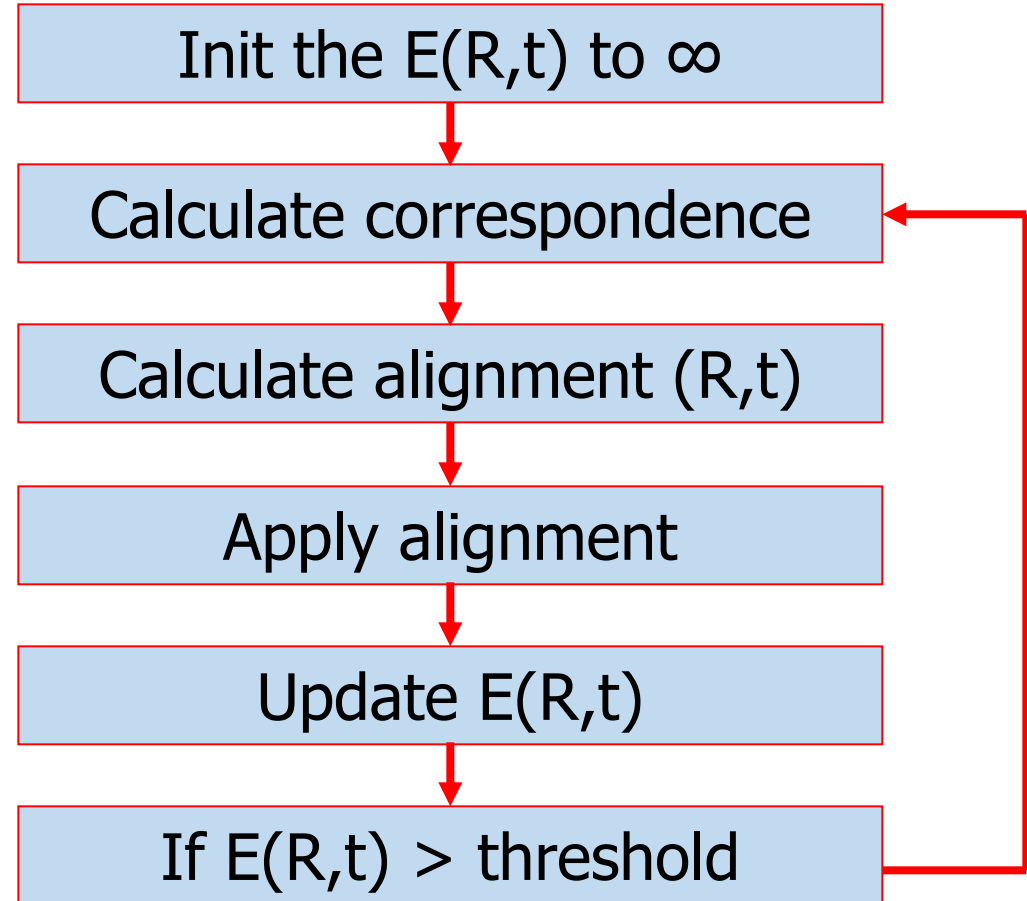 Init the E(R,t) to ∞
Calculate correspondence
Calculate alignment (R,t)
Apply alignment
Update E(R,t)
If E(R,t) > threshold